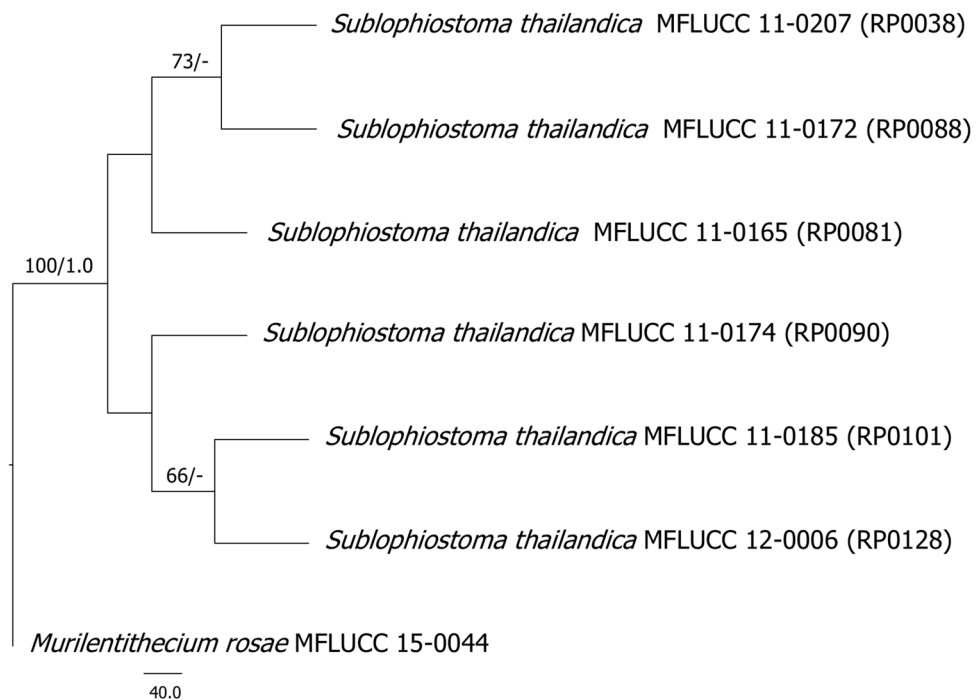 Sublophiostoma thailandica MFLUCC 11-0207 (RP0038)
73/-
Sublophiostoma thailandica MFLUCC 11-0172 (RP0088)
Sublophiostoma thailandica MFLUCC 11-0165 (RP0081)
100/1.0
Sublophiostoma thailandica MFLUCC 11-0174 (RP0090)
Sublophiostoma thailandica MFLUCC 11-0185 (RP0101)
66/-
Sublophiostoma thailandica MFLUCC 12-0006 (RP0128)
Murilentithecium rosae MFLUCC 15-0044
40.0